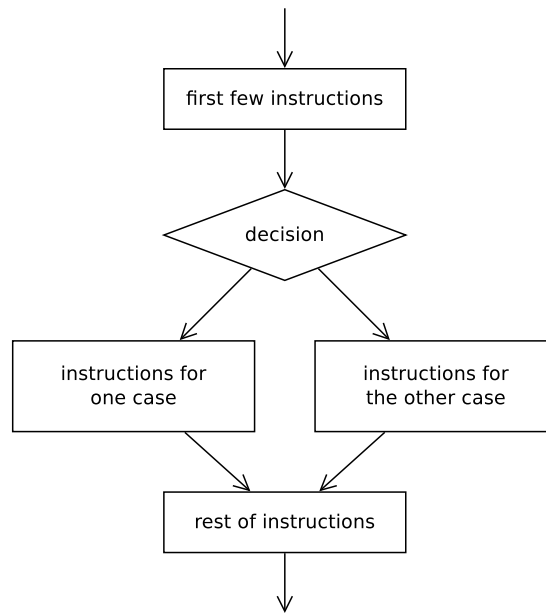 first few instructions
decision
instructions for
one case
instructions for
the other case
rest of instructions